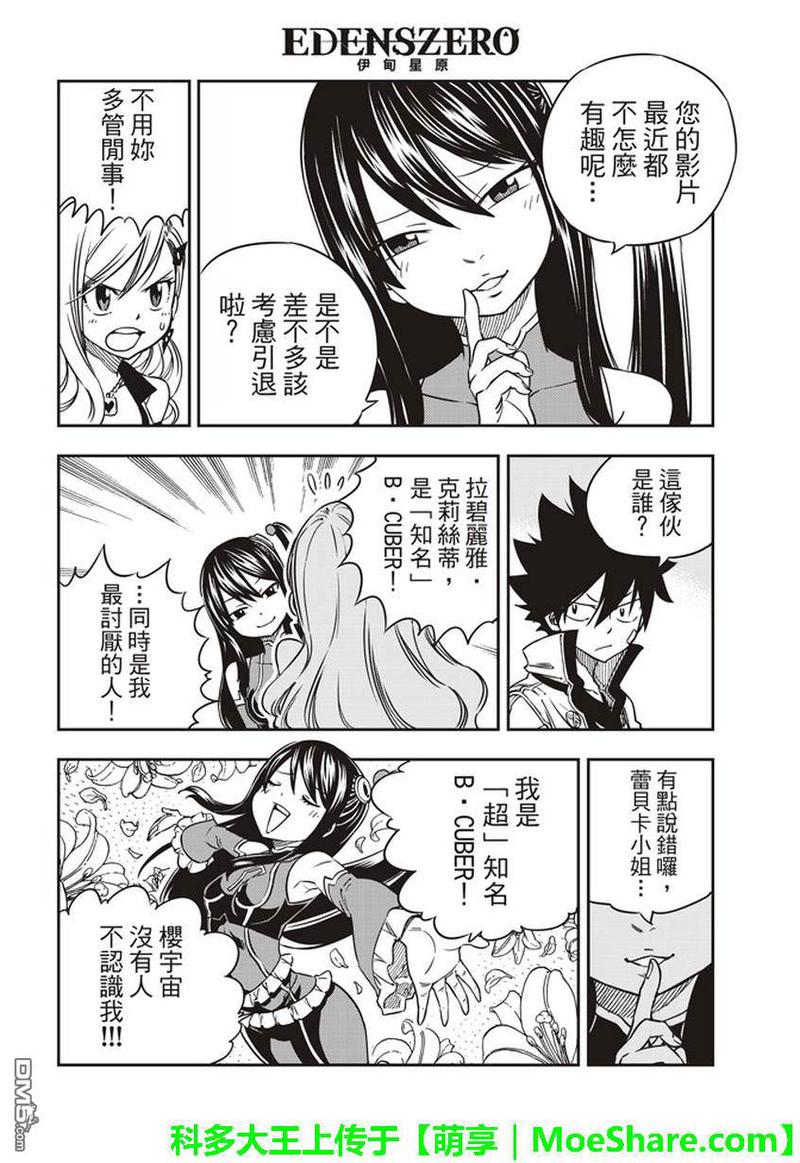 EDENSZERO
伊甸星原
您的影片
最近都
不怎麼
有趣呢…
是不是
差不多該
考慮引退
啦？
不用妳
多管閒事！
這傢伙
是誰？
拉碧麗雅．
克莉絲蒂，
是「知名」
B・CUBER！
…同時是我
最討厭的人！
有點說錯囉，
蕾貝卡小姐…
我是
「超」知名
B・CUBER！
櫻宇宙
沒有人
不認識我!!!
DM5.com
科多大王上传于【萌享｜MoeShare.com】